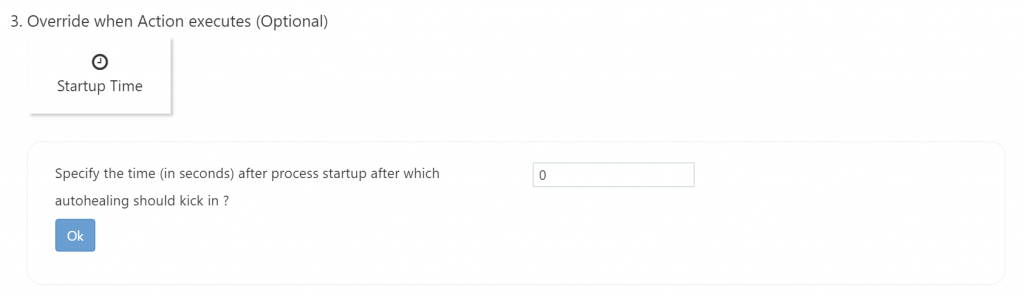 3. Override when Action executes (Optional)
Startup Time
Specify the time (in seconds) after process startup after which
0
autohealing should kick in ?
Ok